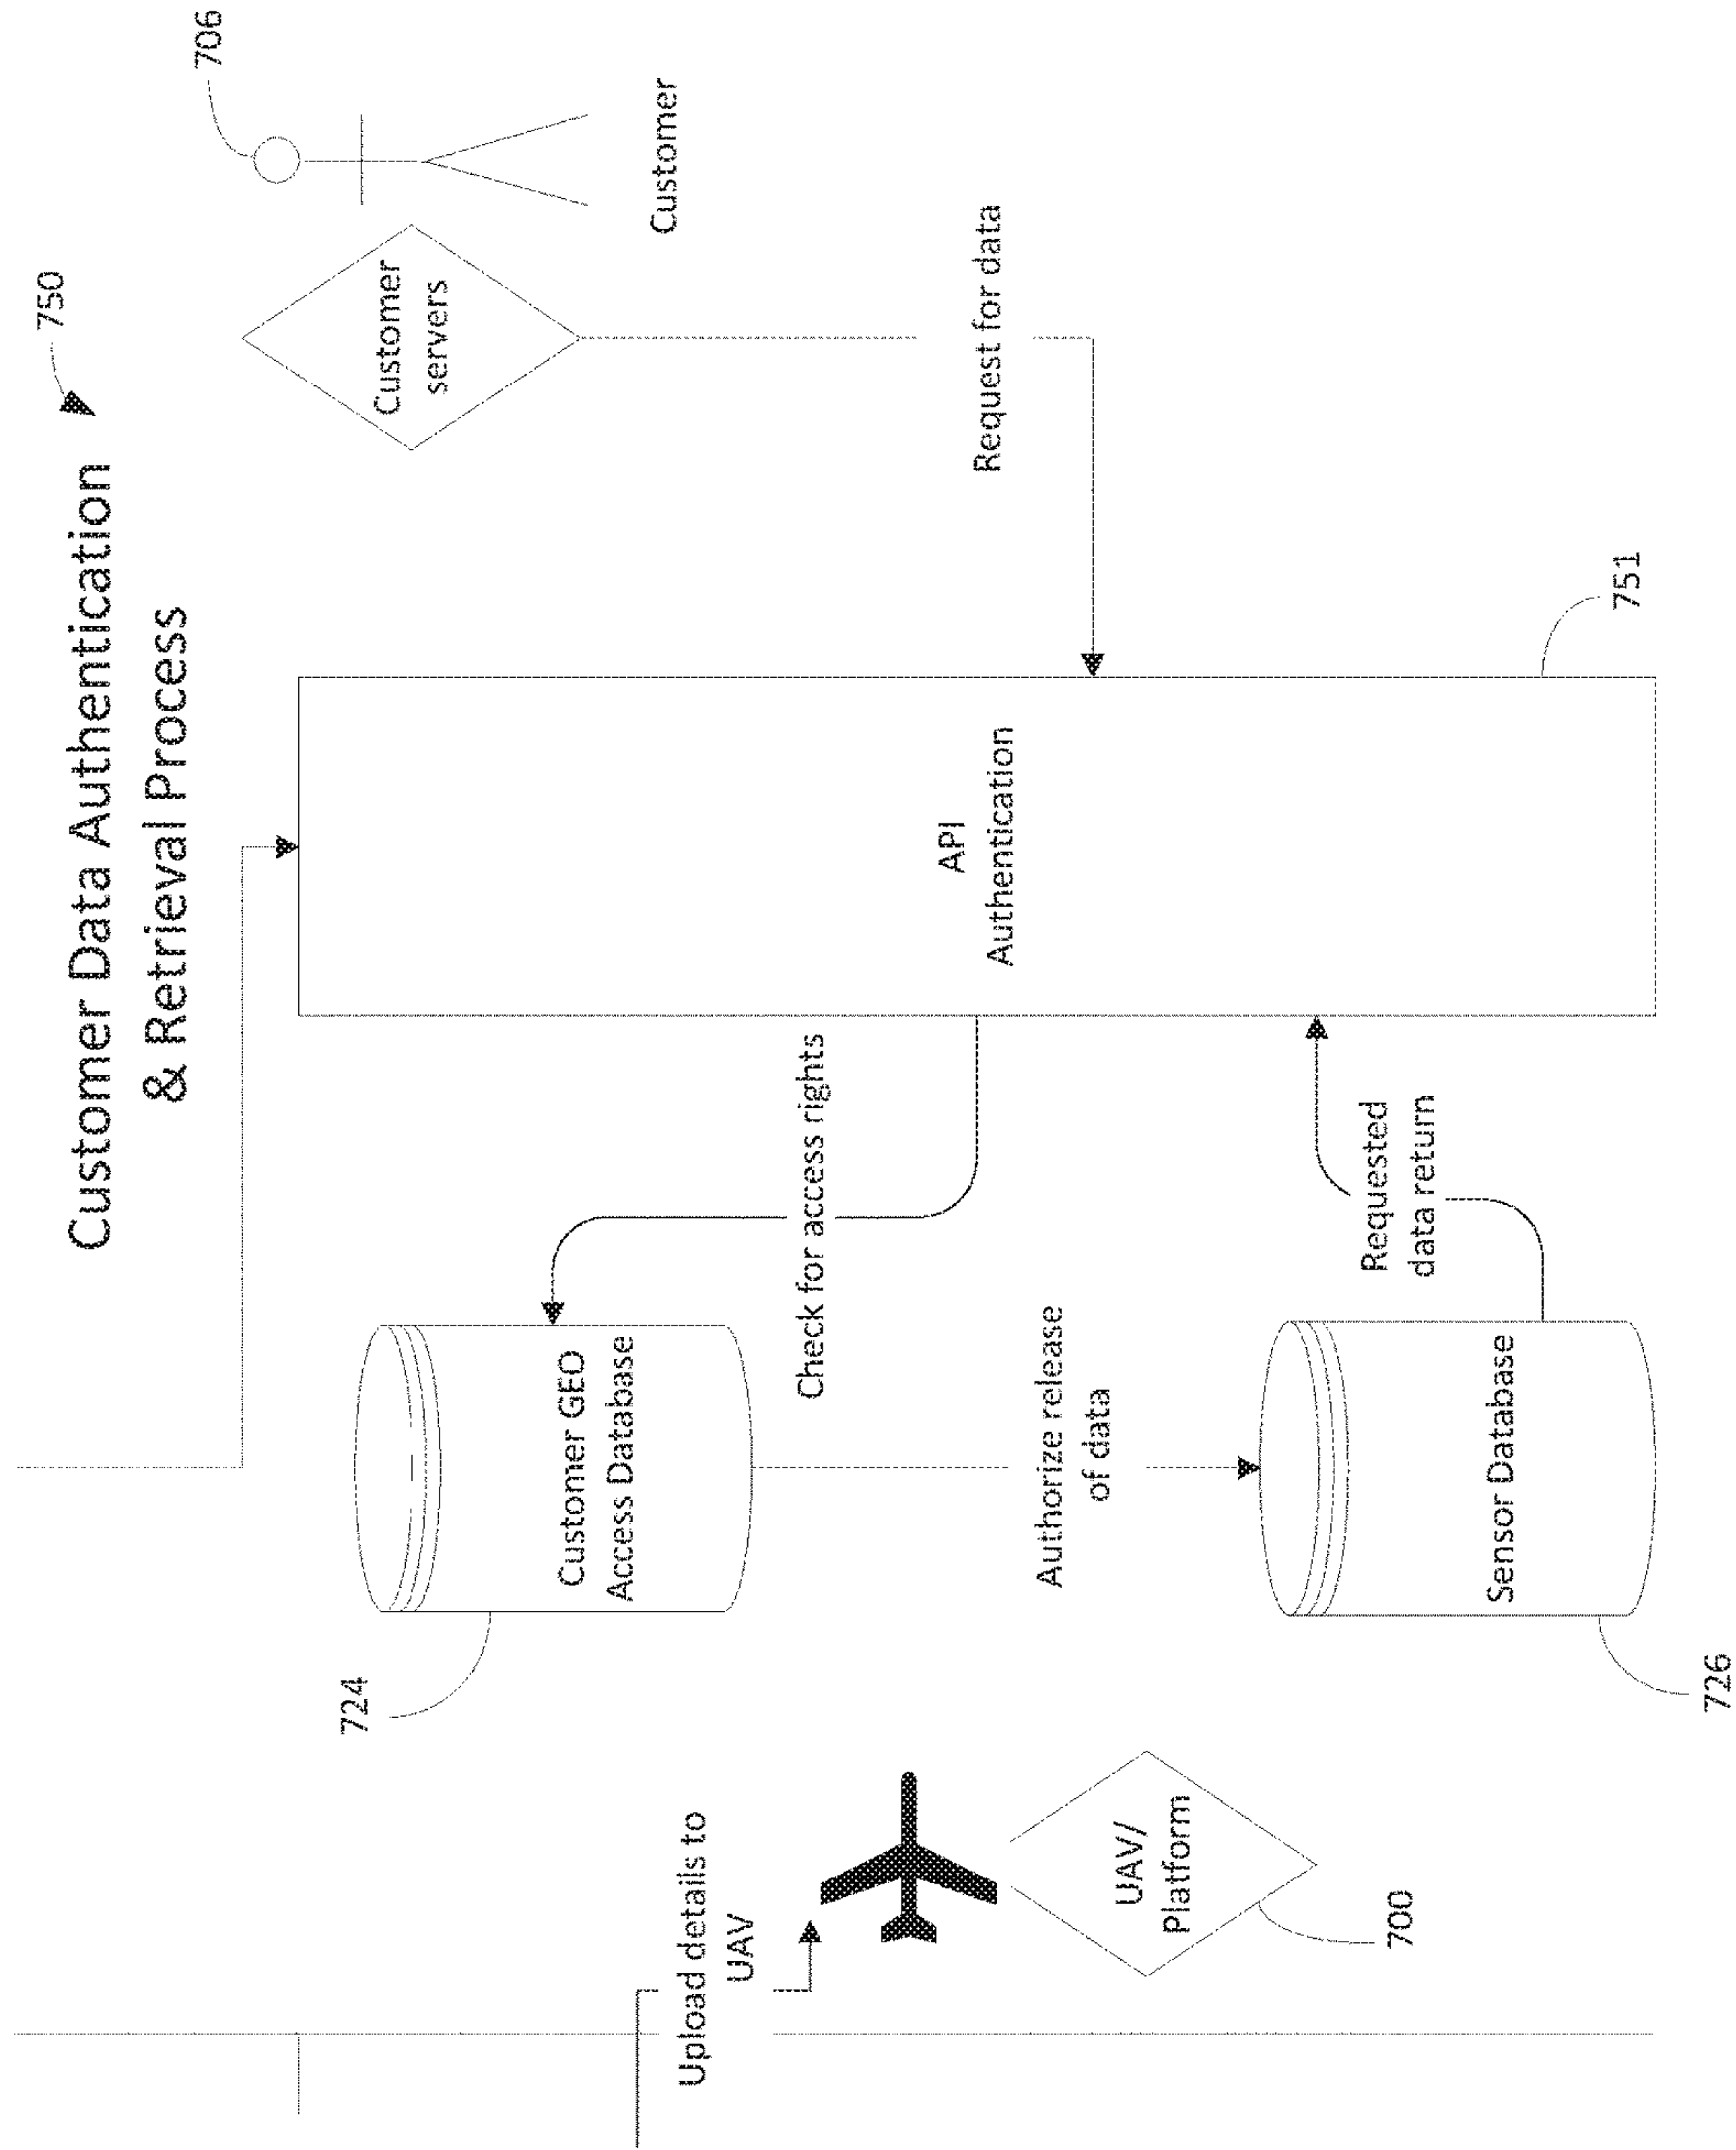 Customer Data Authentication
& Retrieval Process
750
706
Customer
servers
Customer
Request for data
API
Authentication
751
Check for access rights
Customer GEO
Access Database
724
Authorize release
of data
Requested
data return
Sensor Database
726
Upload details to
UAV
UAV/
Platform
700